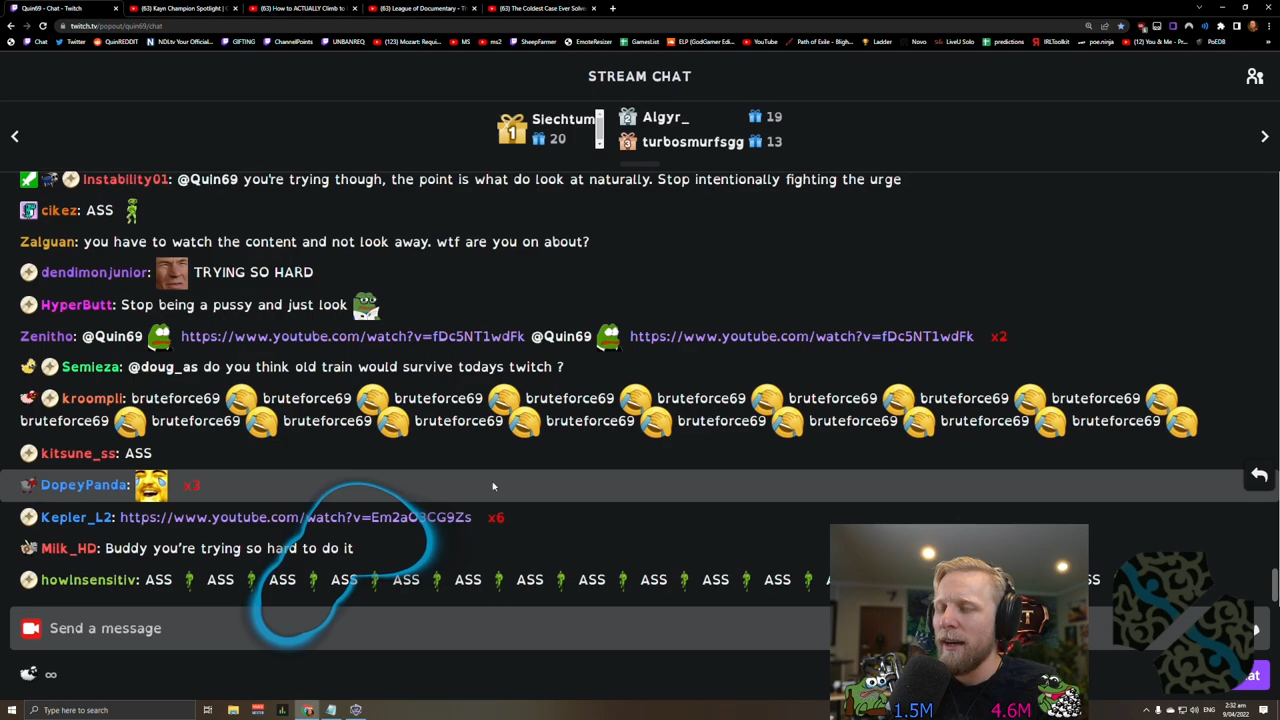 Quin69 - Chat - Twitch
(63) Kayn Champion Spotlight | G
(63) How to ACTUALLY Climb to
(63) League of Documentary - Th
(63) The Coldest Case Ever Solve
twitch.tv/popout/quin69/chat
Chat
Twitter
QuinREDDIT
NDLtv Your Official...
GIFTING
ChannelPoints
UNBANREQ
(123) Mozart: Requi...
MS
ms2
SheepFarmer
EmoteResizer
GamesList
ELP (GodGamer Edi...
YouTube
Path of Exile - Bligh...
Ladder
Novo
LiveU Solo
predictions
IRLToolkit
poe.ninja
(12) You & Me - Pr...
PoEDB
STREAM CHAT
1 Siechtum 20
2 Algyr_ 19
3 turbosmurfsgg 13
Instability01: @Quin69 you're trying though, the point is what do look at naturally. Stop intentionally fighting the urge
cikez: ASS
Zalguan: you have to watch the content and not look away. wtf are you on about?
dendimonjunior: TRYING SO HARD
HyperButt: Stop being a pussy and just look
Zenitho: @Quin69 https://www.youtube.com/watch?v=fDc5NT1wdFk @Quin69 https://www.youtube.com/watch?v=fDc5NT1wdFk x2
Semieza: @doug_as do you think old train would survive todays twitch ?
kroompli: bruteforce69 bruteforce69 bruteforce69 bruteforce69 bruteforce69 bruteforce69 bruteforce69 bruteforce69
bruteforce69 bruteforce69 bruteforce69 bruteforce69 bruteforce69 bruteforce69 bruteforce69 bruteforce69 bruteforce69
kitsune_ss: ASS
DopeyPanda: x3
Kepler_L2: https://www.youtube.com/watch?v=Em2aO3CG9Zs x6
Milk_HD: Buddy you're trying so hard to do it
howInsensitiv: ASS ASS ASS ASS ASS ASS ASS ASS ASS ASS ASS
Send a message
∞
1.5M
4.6M
Type here to search
ENG
2:32 am
9/04/2022